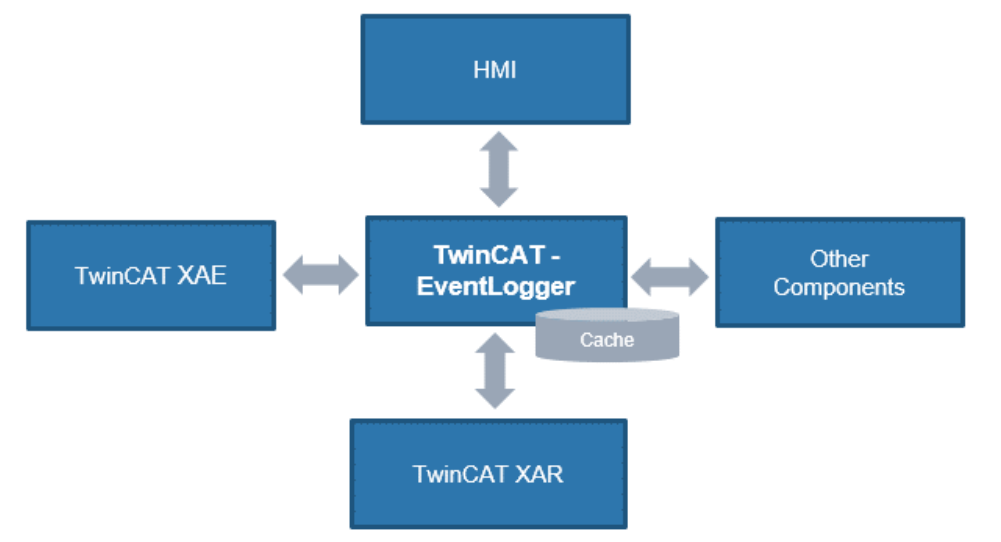 HMI
TwinCAT XAE
TwinCAT -
EventLogger
Other
Components
Cache
TwinCAT XAR